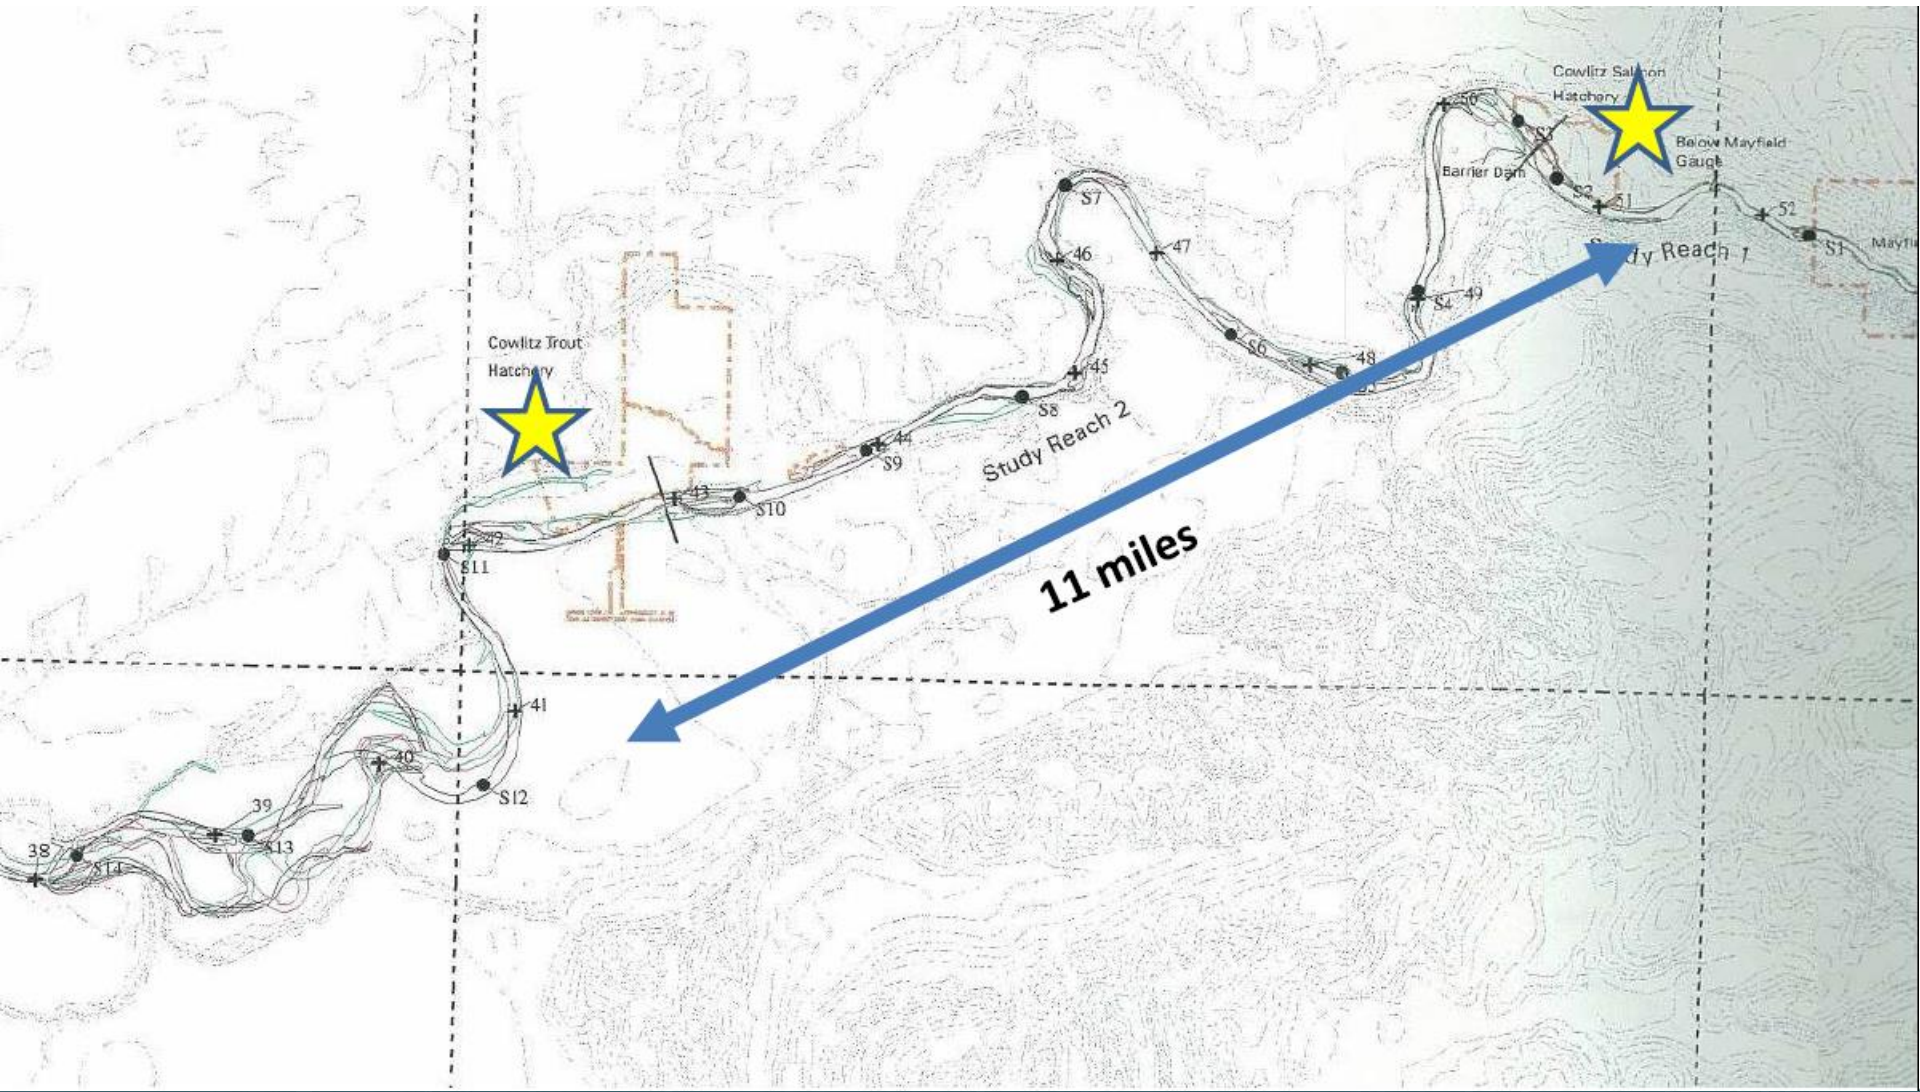 Cowlitz Salmon
Hatchery
50
S3
Below Mayfield
Gauge
Barrier Dam
S2
51
52
S7
S1
Mayfi
Study Reach 1
47
46
S4
49
Cowlitz Trout
Hatchery
S6
48
45
S8
Study Reach 2
44
S9
43
S10
42
S11
11 miles
41
40
S12
39
S13
38
S14